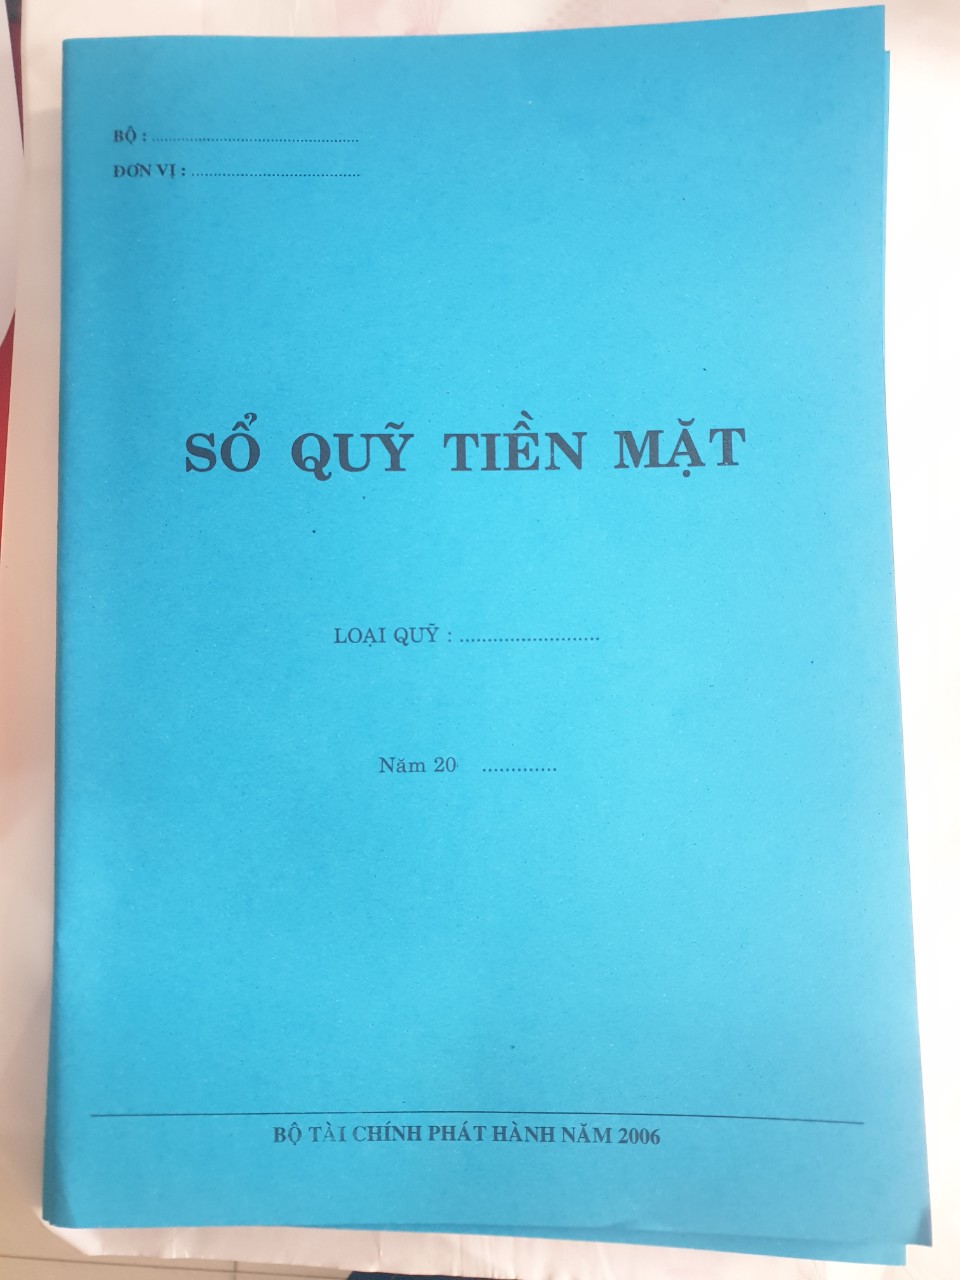 BỘ : ................................................
ĐƠN VỊ : .......................................
SỔ QUỸ TIỀN MẶT
LOẠI QUỸ : .........................
Năm 20 .............
BỘ TÀI CHÍNH PHÁT HÀNH NĂM 2006